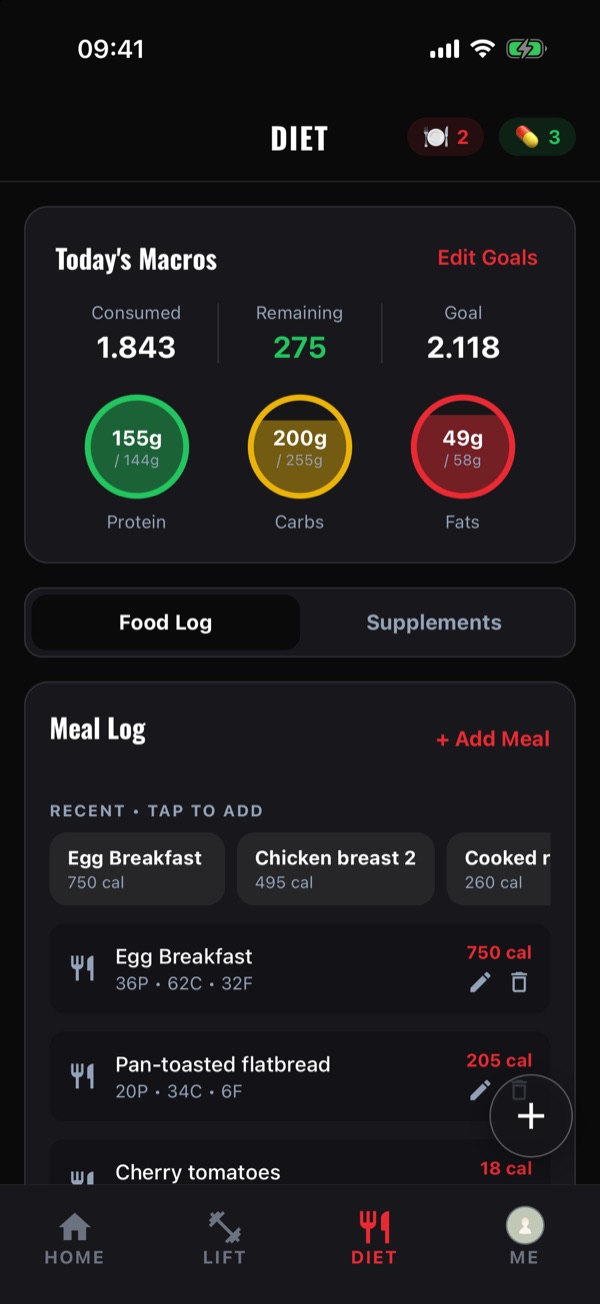 09:41
DIET
2
3
Today's Macros
Edit Goals
Consumed
Remaining
Goal
1.843
275
2.118
155g
/ 144g
200g
/ 255g
49g
/ 58g
Protein
Carbs
Fats
Food Log
Supplements
Meal Log
+ Add Meal
RECENT • TAP TO ADD
Egg Breakfast
750 cal
Chicken breast 2
495 cal
Cooked r
260 cal
Egg Breakfast
750 cal
36P • 62C • 32F
Pan-toasted flatbread
205 cal
20P • 34C • 6F
Cherry tomatoes
18 cal
HOME
LIFT
DIET
ME